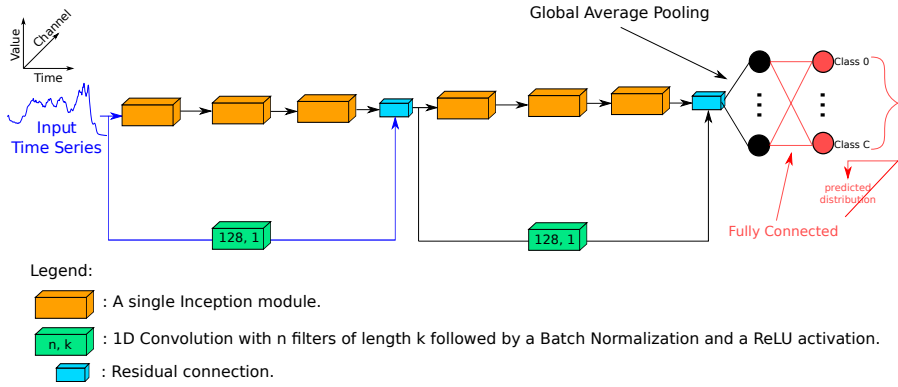 Global Average Pooling
Value
Channel
Time
Input
Time Series
Class 0
Class C
128, 1
128, 1
predicted
distribution
Fully Connected
Legend:
: A single Inception module.
n, k
: 1D Convolution with n filters of length k followed by a Batch Normalization and a ReLU activation.
: Residual connection.